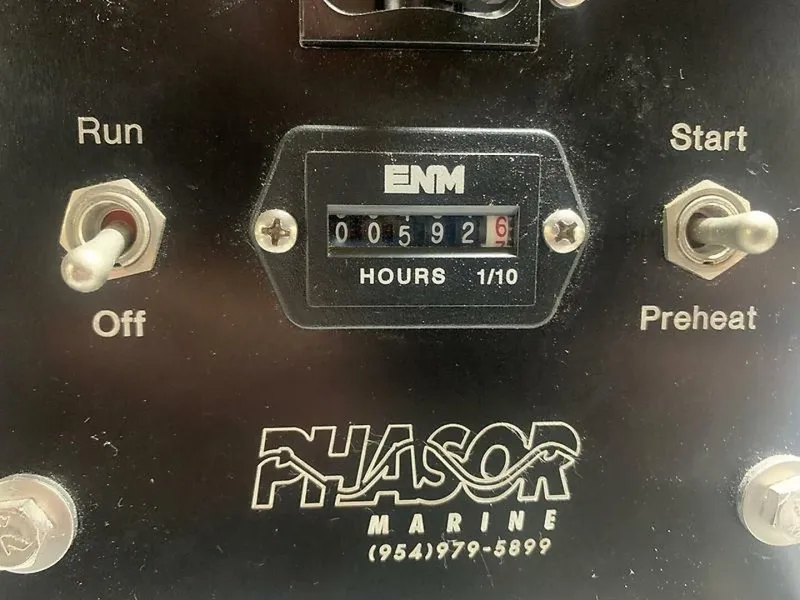 Run
Start
ENM
005926
HOURS 1/10
Off
Preheat
PHASOR
MARINE
(954)979-5899